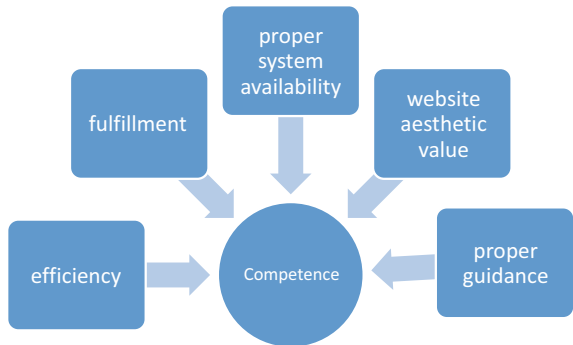 proper
system
availability
fulfillment
website
aesthetic
value
efficiency
Competence
proper
guidance